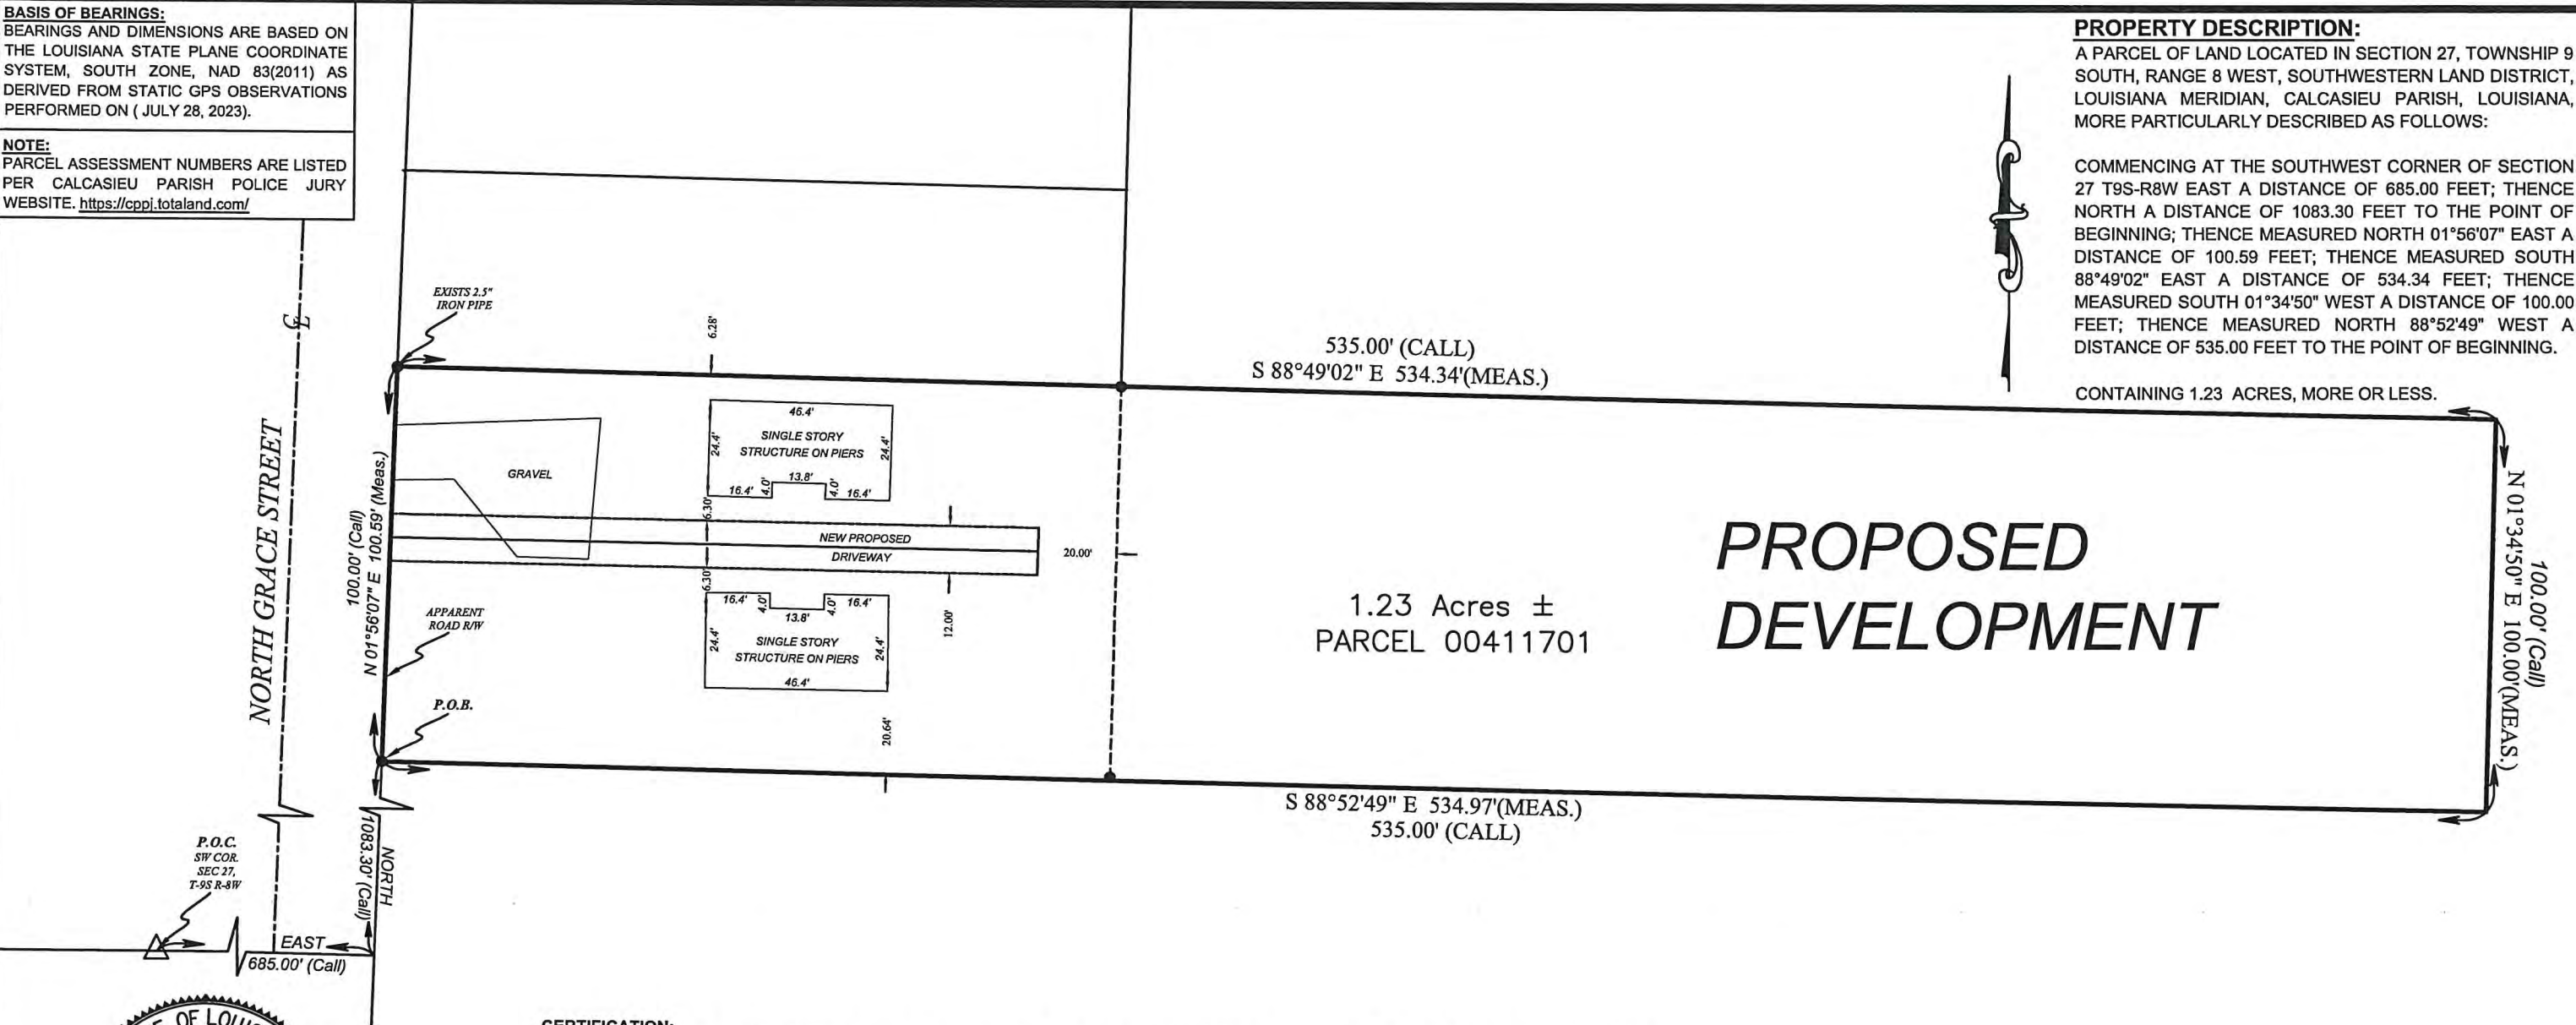 BASIS OF BEARINGS:
BEARINGS AND DIMENSIONS ARE BASED ON
THE LOUISIANA STATE PLANE COORDINATE
SYSTEM, SOUTH ZONE, NAD 83(2011) AS
DERIVED FROM STATIC GPS OBSERVATIONS
PERFORMED ON ( JULY 28, 2023).
NOTE:
PARCEL ASSESSMENT NUMBERS ARE LISTED
PER CALCASIEU PARISH POLICE JURY
WEBSITE. https://cppj.totaland.com/
PROPERTY DESCRIPTION:
A PARCEL OF LAND LOCATED IN SECTION 27, TOWNSHIP 9
SOUTH, RANGE 8 WEST, SOUTHWESTERN LAND DISTRICT,
LOUISIANA MERIDIAN, CALCASIEU PARISH, LOUISIANA,
MORE PARTICULARLY DESCRIBED AS FOLLOWS:
COMMENCING AT THE SOUTHWEST CORNER OF SECTION
27 T9S-R8W EAST A DISTANCE OF 685.00 FEET; THENCE
NORTH A DISTANCE OF 1083.30 FEET TO THE POINT OF
BEGINNING; THENCE MEASURED NORTH 01°56'07" EAST A
DISTANCE OF 100.59 FEET; THENCE MEASURED SOUTH
88°49'02" EAST A DISTANCE OF 534.34 FEET; THENCE
MEASURED SOUTH 01°34'50" WEST A DISTANCE OF 100.00
FEET; THENCE MEASURED NORTH 88°52'49" WEST A
DISTANCE OF 535.00 FEET TO THE POINT OF BEGINNING.
CONTAINING 1.23 ACRES, MORE OR LESS.
EXISTS 2.5"
IRON PIPE
℄
6.28'
535.00' (CALL)
S 88°49'02" E 534.34'(MEAS.)
NORTH GRACE STREET
100.00' (Call)
N 01°56'07" E 100.59' (Meas.)
GRAVEL
46.4'
24.4'
SINGLE STORY
STRUCTURE ON PIERS
24.4'
13.8'
16.4'
4.0'
4.0'
16.4'
6.30'
NEW PROPOSED
DRIVEWAY
20.00'
6.30'
12.00'
16.4'
4.0'
4.0'
16.4'
13.8'
24.4'
SINGLE STORY
STRUCTURE ON PIERS
24.4'
46.4'
20.64'
APPARENT
ROAD R/W
P.O.B.
1.23 Acres ±
PARCEL 00411701
PROPOSED
DEVELOPMENT
100.00' (Call)
N 01°34'50" E 100.00'(MEAS.)
S 88°52'49" E 534.97'(MEAS.)
535.00' (CALL)
P.O.C.
SW COR.
SEC 27,
T-9S R-8W
NORTH
1083.30' (Call)
EAST
685.00' (Call)
CERTIFICATION: